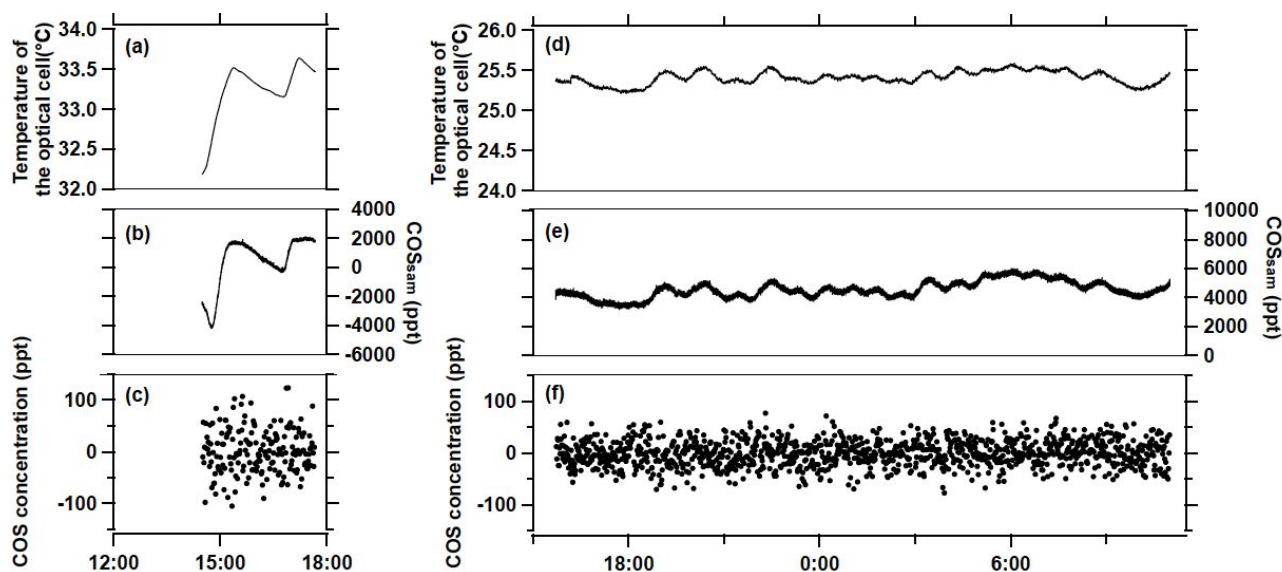 Temperature of
the optical cell(°C)
34.0
33.5
33.0
32.5
32.0
(a)
(b)
4000
2000
0
-2000
-4000
-6000
COSsam (ppt)
COS concentration (ppt)
100
0
-100
(c)
12:00 15:00 18:00
Temperature of
the optical cell(°C)
26.0
25.5
25.0
24.5
24.0
(d)
(e)
10000
8000
6000
4000
2000
0
COSsam (ppt)
COS concentration (ppt)
100
0
-100
(f)
18:00 0:00 6:00